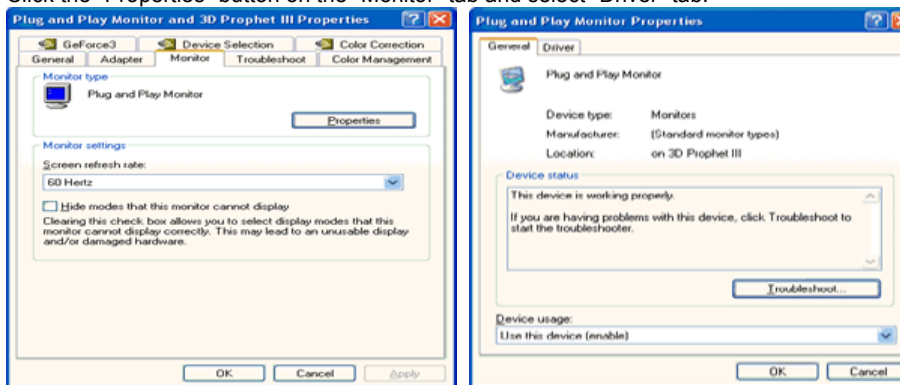 Click the "Properties" button on the "Monitor" tab and select "Driver" tab.
Plug and Play Monitor and 3D Prophet III Properties
GeForce3 Device Selection Color Correction
General Adapter Monitor Troubleshoot Color Management
Monitor type
Plug and Play Monitor
Properties
Monitor settings
Screen refresh rate:
60 Hertz
Hide modes that this monitor cannot display
Clearing this check box allows you to select display modes that this
monitor cannot display correctly. This may lead to an unusable display
and/or damaged hardware.
OK Cancel Apply
Plug and Play Monitor Properties
General Driver
Plug and Play Monitor
Device type: Monitors
Manufacturer: (Standard monitor types)
Location: on 3D Prophet III
Device status
This device is working properly.
If you are having problems with this device, click Troubleshoot to
start the troubleshooter.
Troubleshoot...
Device usage:
Use this device (enable)
OK Cancel